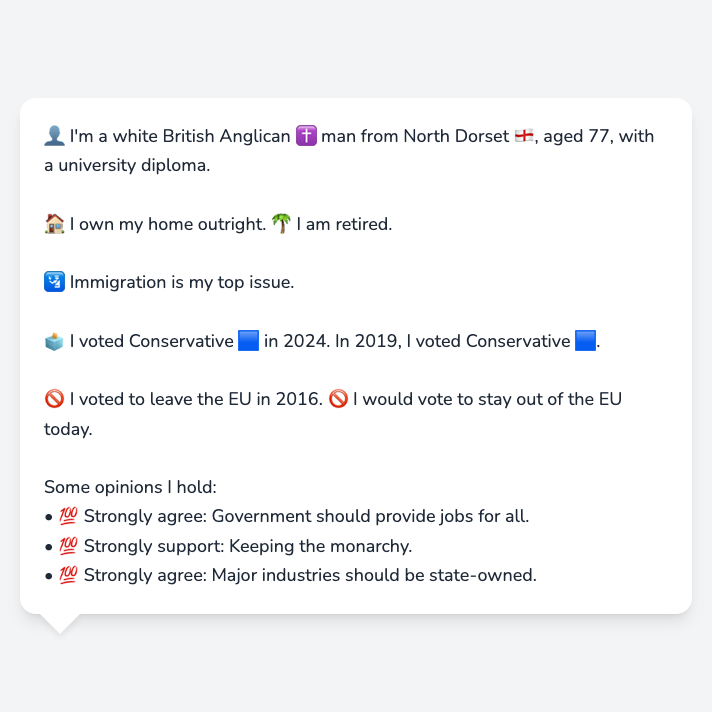 👤 I'm a white British Anglican ✝️ man from North Dorset 🏴󠁧󠁢󠁥󠁮󠁧󠁿, aged 77, with
a university diploma.
🏠 I own my home outright. 🌴 I am retired.
🛂 Immigration is my top issue.
🗳️ I voted Conservative 🟦 in 2024. In 2019, I voted Conservative 🟦.
🚫 I voted to leave the EU in 2016. 🚫 I would vote to stay out of the EU
today.
Some opinions I hold:
• 💯 Strongly agree: Government should provide jobs for all.
• 💯 Strongly support: Keeping the monarchy.
• 💯 Strongly agree: Major industries should be state-owned.